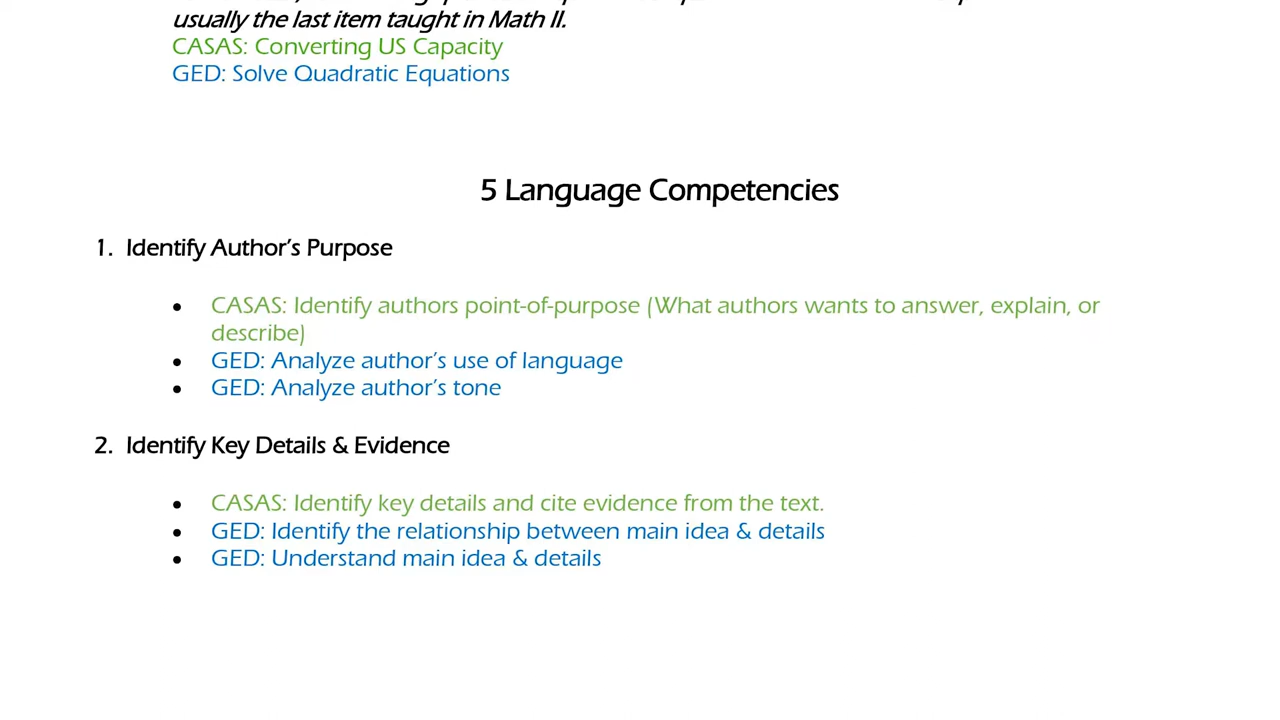 usually the last item taught in Math II.
CASAS: Converting US Capacity
GED: Solve Quadratic Equations
5 Language Competencies
1. Identify Author's Purpose
• CASAS: Identify authors point-of-purpose (What authors wants to answer, explain, or
describe)
• GED: Analyze author's use of language
• GED: Analyze author's tone
2. Identify Key Details & Evidence
• CASAS: Identify key details and cite evidence from the text.
• GED: Identify the relationship between main idea & details
• GED: Understand main idea & details